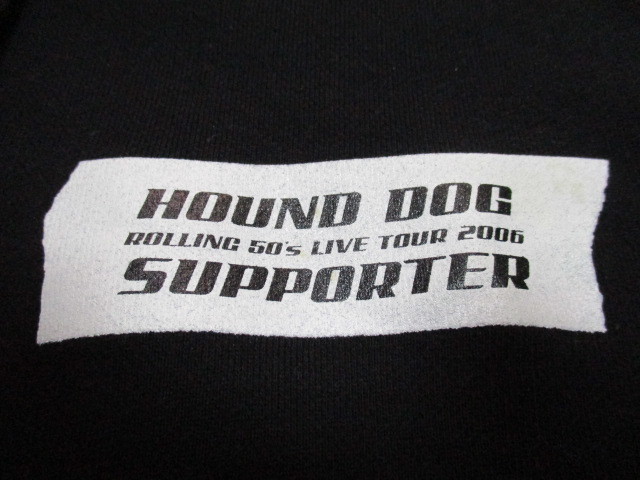 HOUND DOG
ROLLING 50's LIVE TOUR 2006
SUPPORTER